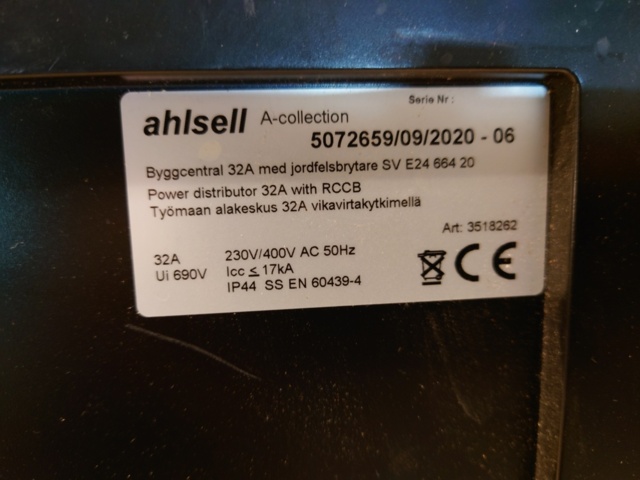 Serie Nr :
ahlsell A-collection
5072659/09/2020 - 06
Byggcentral 32A med jordfelsbrytare SV E24 664 20
Power distributor 32A with RCCB
Työmaan alakeskus 32A vikavirtakytkimellä
Art: 3518262
32A 230V/400V AC 50Hz
Ui 690V Icc ≤ 17kA
IP44 SS EN 60439-4
CE